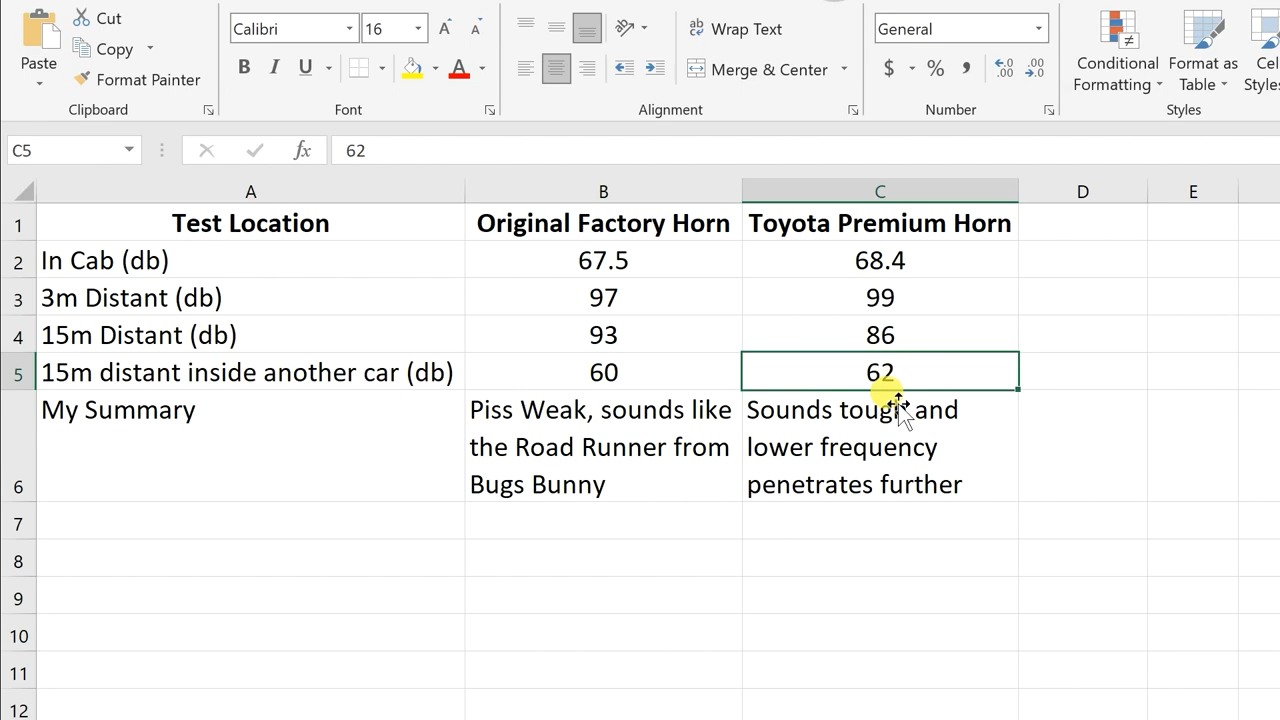 Cut
Calibri 16
Wrap Text
General
Paste
Copy
B I U
Merge & Center
$ % ,
Conditional
Formatting
Format as
Table
Format Painter
Clipboard
Font
Alignment
Number
Styles
C5
fx
62
A B C D E
1 Test Location Original Factory Horn Toyota Premium Horn
2 In Cab (db) 67.5 68.4
3 3m Distant (db) 97 99
4 15m Distant (db) 93 86
5 15m distant inside another car (db) 60 62
My Summary Piss Weak, sounds like Sounds tough and
the Road Runner from lower frequency
6 Bugs Bunny penetrates further
7
8
9
10
11
12